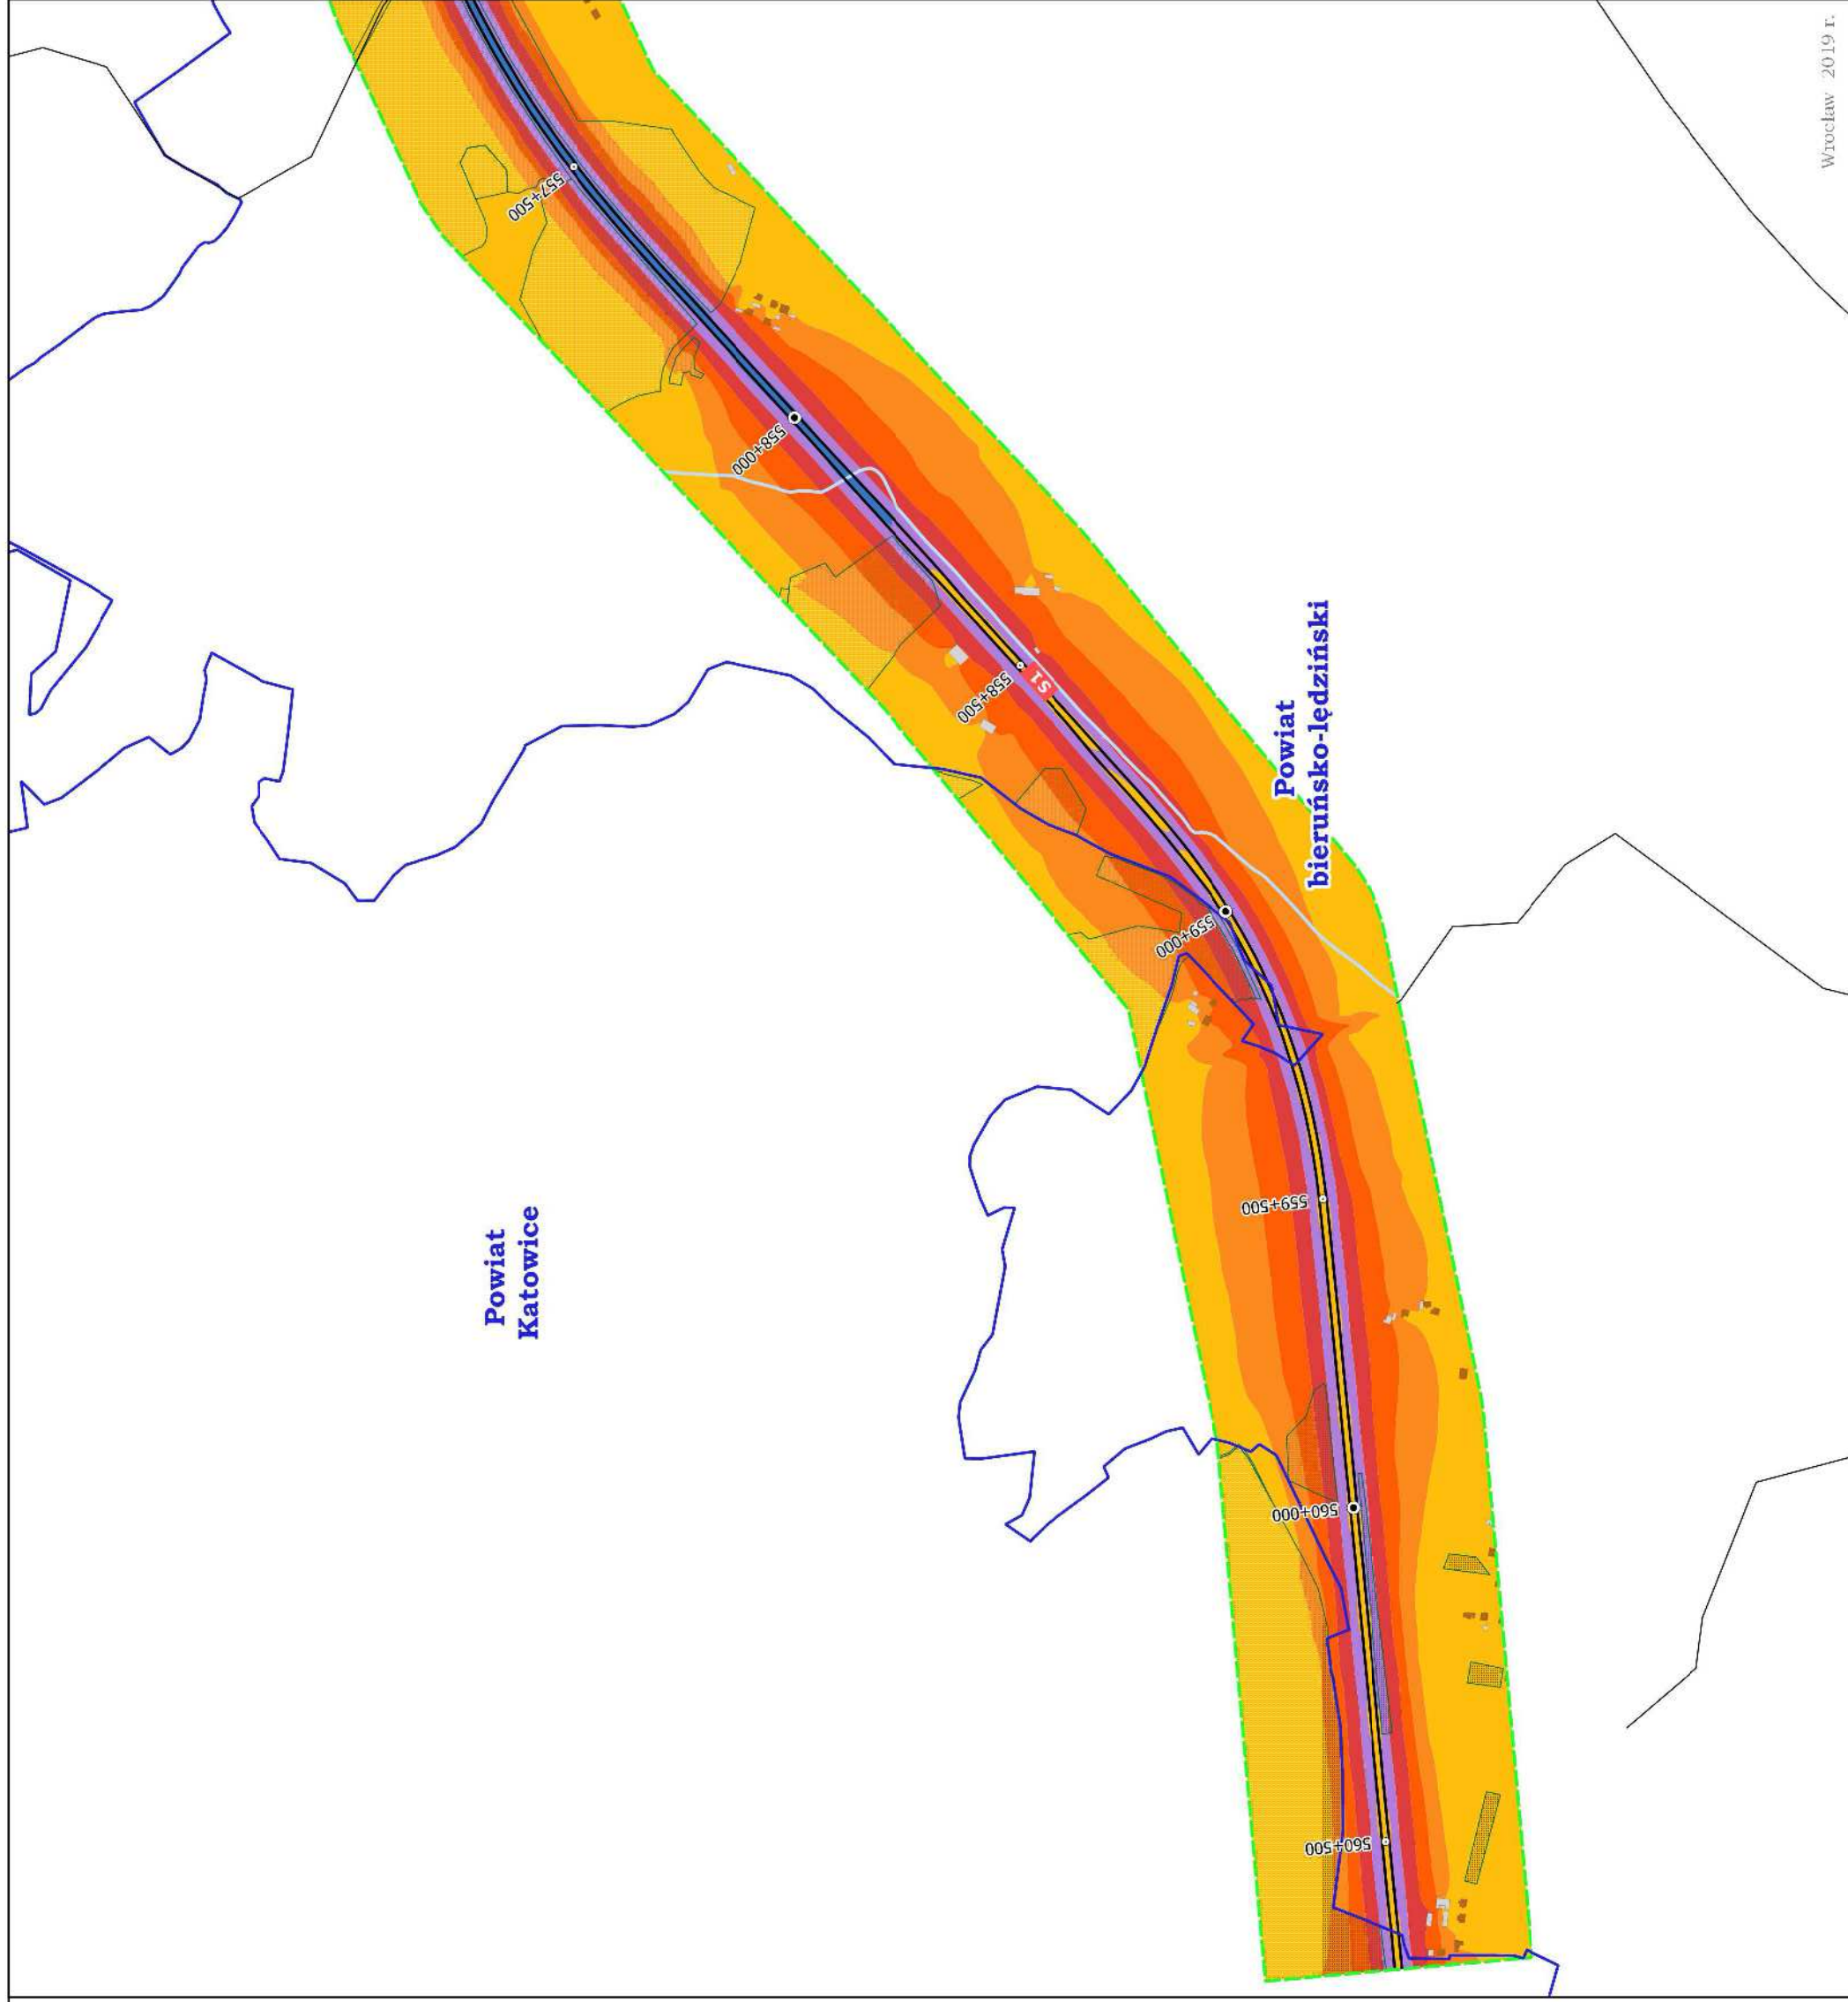 557+500
558+000
558+500
S1
559+000
559+500
560+000
560+500
Powiat
Katowice
Powiat
bieruńsko-lędziński
Wrocław 2019 r.